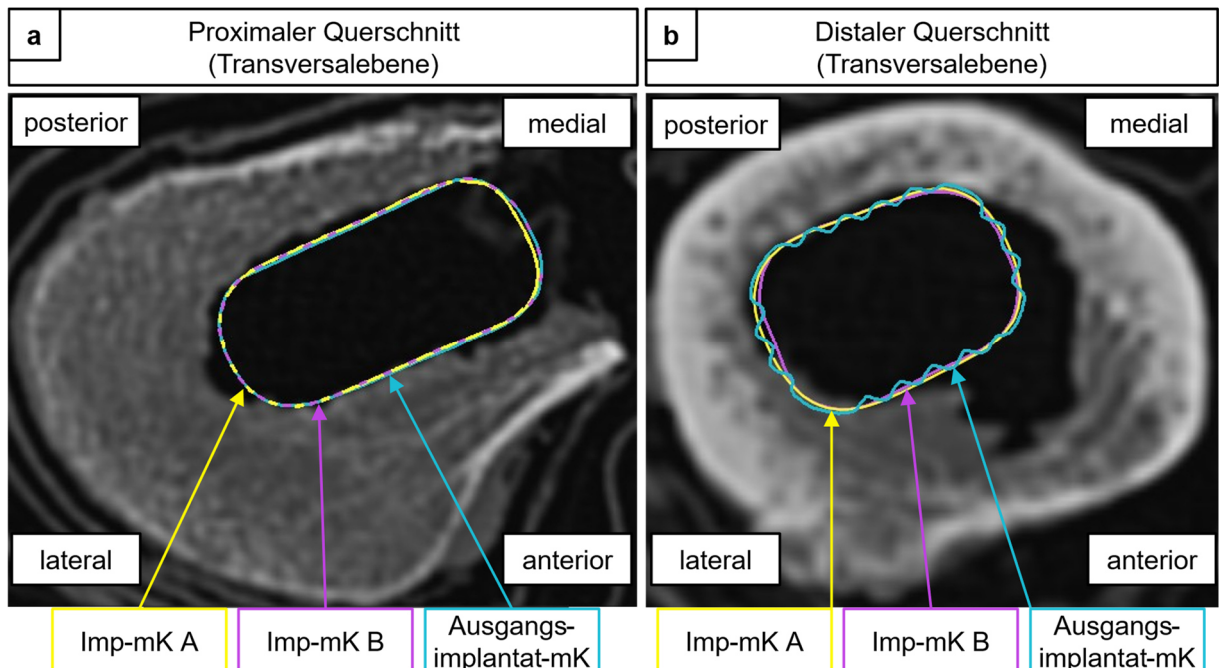 a
Proximaler Querschnitt
(Transversalebene)
posterior
medial
lateral
anterior
Imp-mK A
Imp-mK B
Ausgangs-
implantat-mK
b
Distaler Querschnitt
(Transversalebene)
posterior
medial
lateral
anterior
Imp-mK A
Imp-mK B
Ausgangs-
implantat-mK